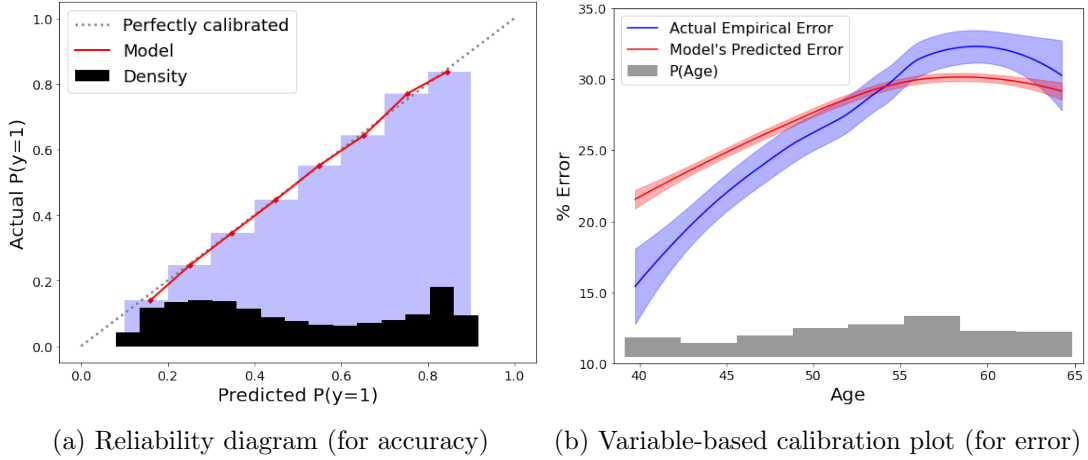 Perfectly calibrated
Model
Density
Actual P(y=1)
1.0
0.8
0.6
0.4
0.2
0.0
0.0 0.2 0.4 0.6 0.8 1.0
Predicted P(y=1)
(a) Reliability diagram (for accuracy)
Actual Empirical Error
Model's Predicted Error
P(Age)
% Error
35.0
30.0
25.0
20.0
15.0
10.0
40 45 50 55 60 65
Age
(b) Variable-based calibration plot (for error)